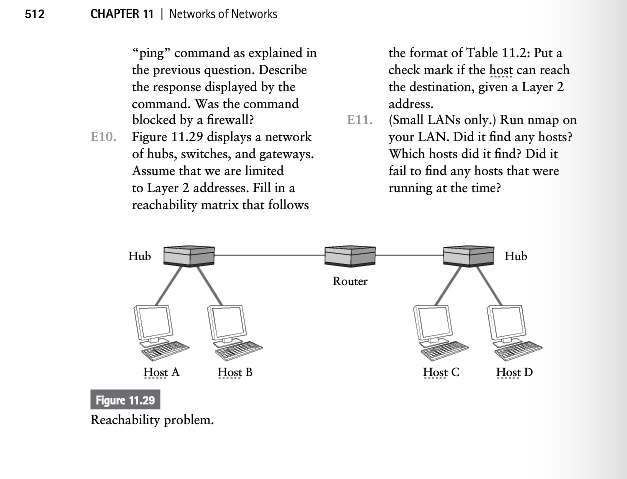 512
CHAPTER 11 | Networks of Networks
“ping” command as explained in
the previous question. Describe
the response displayed by the
command. Was the command
blocked by a firewall?
E10. Figure 11.29 displays a network
of hubs, switches, and gateways.
Assume that we are limited
to Layer 2 addresses. Fill in a
reachability matrix that follows
the format of Table 11.2: Put a
check mark if the host can reach
the destination, given a Layer 2
address.
E11. (Small LANs only.) Run nmap on
your LAN. Did it find any hosts?
Which hosts did it find? Did it
fail to find any hosts that were
running at the time?
Hub
Router
Hub
Host A
Host B
Host C
Host D
Figure 11.29
Reachability problem.